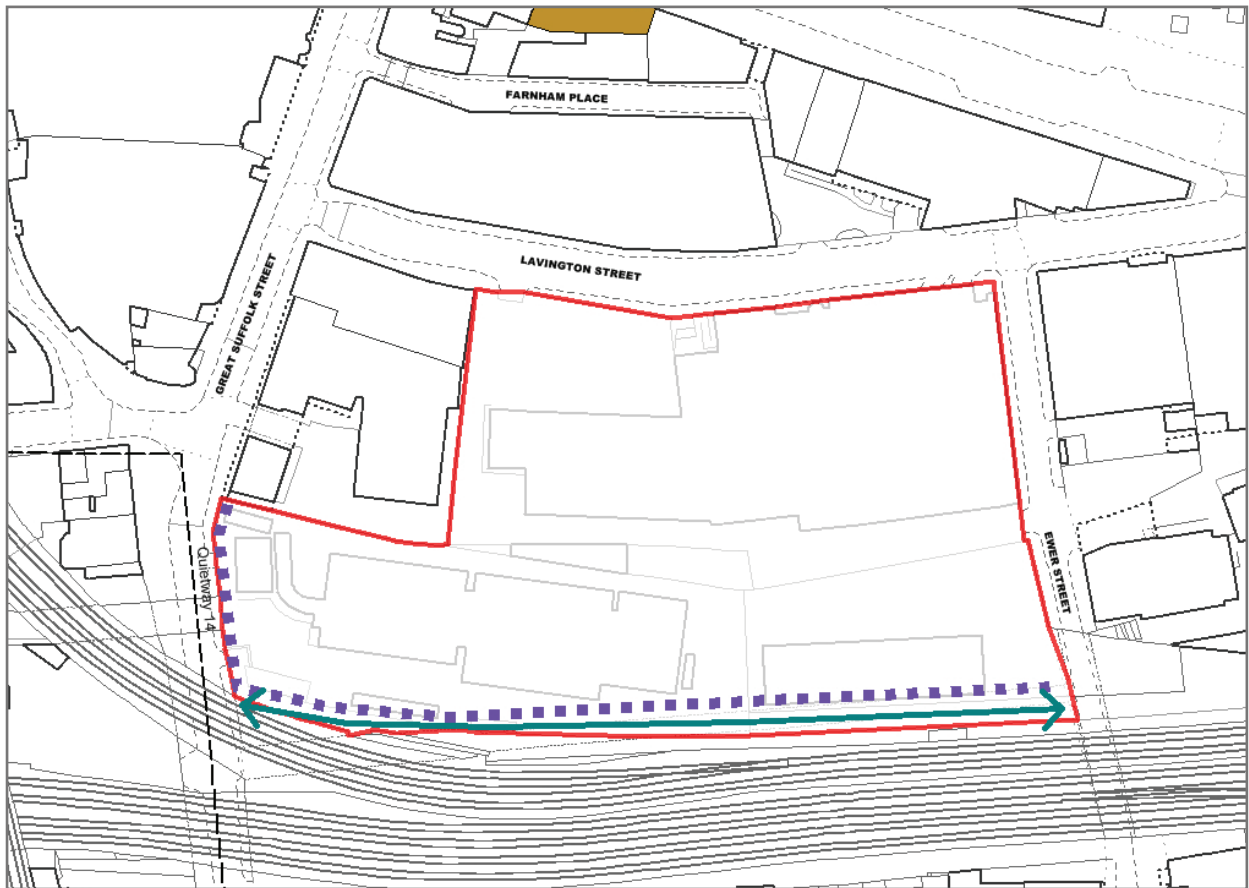 FARNHAM PLACE
LAVINGTON STREET
GREAT SUFFOLK STREET
Quietway 14
EWER STREET